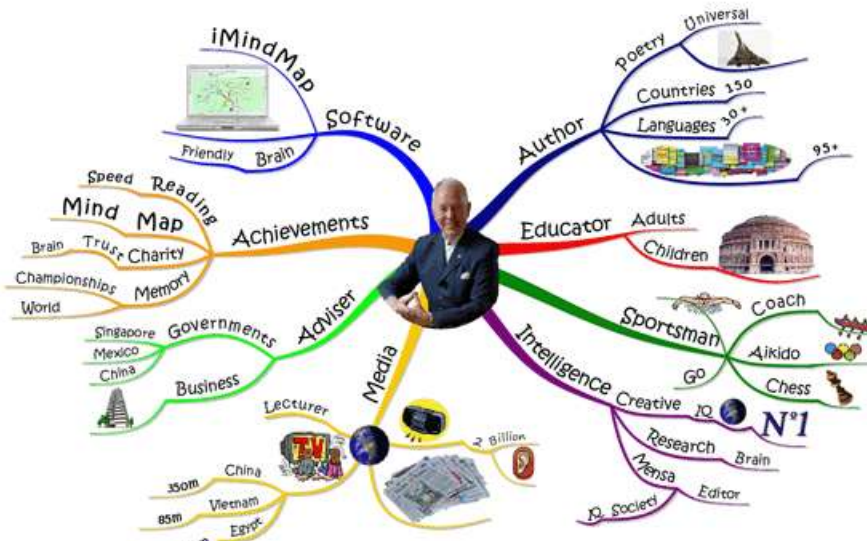 iMindMap
Software
Friendly Brain
Speed Reading
Mind Map
Brain Trust Charity
Championships
World
Memory
Achievements
Singapore
Mexico
China
Governments
Business
Adviser
Media
Lecturer
TV
2 Billion
China
350m
Vietnam
85m
Egypt
Author
Poetry
Universal
Countries 150
Languages 30+
95+
Educator
Adults
Children
Sportsman
Coach
Aikido
Chess
Go
Intelligence
Creative IQ
Nº1
Research
Brain
Mensa
Editor
IQ Society